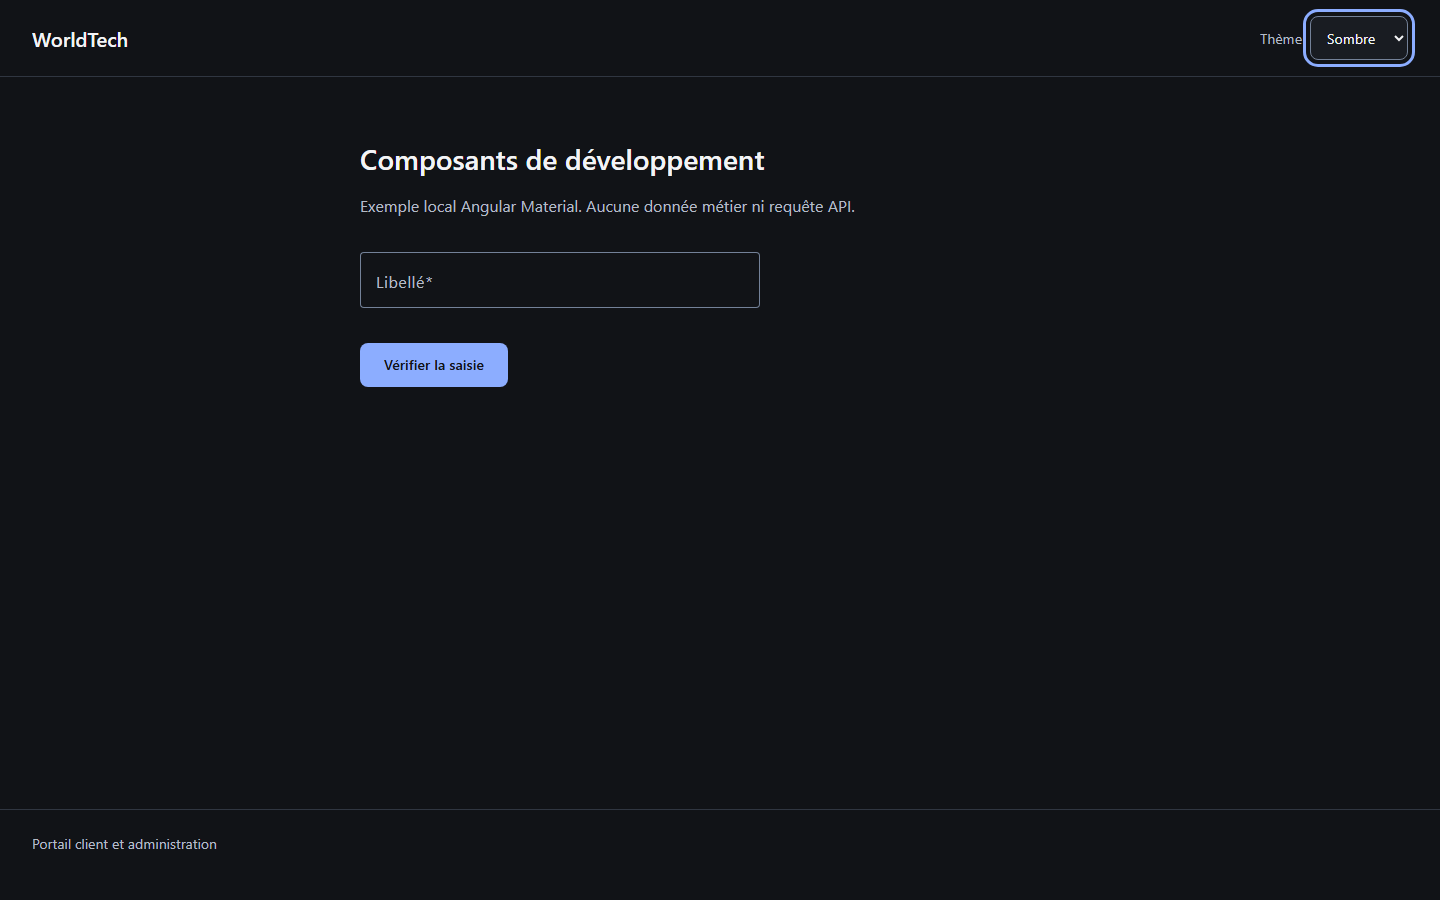 WorldTech
Thème
Sombre
Composants de développement
Exemple local Angular Material. Aucune donnée métier ni requête API.
Libellé*
Vérifier la saisie
Portail client et administration